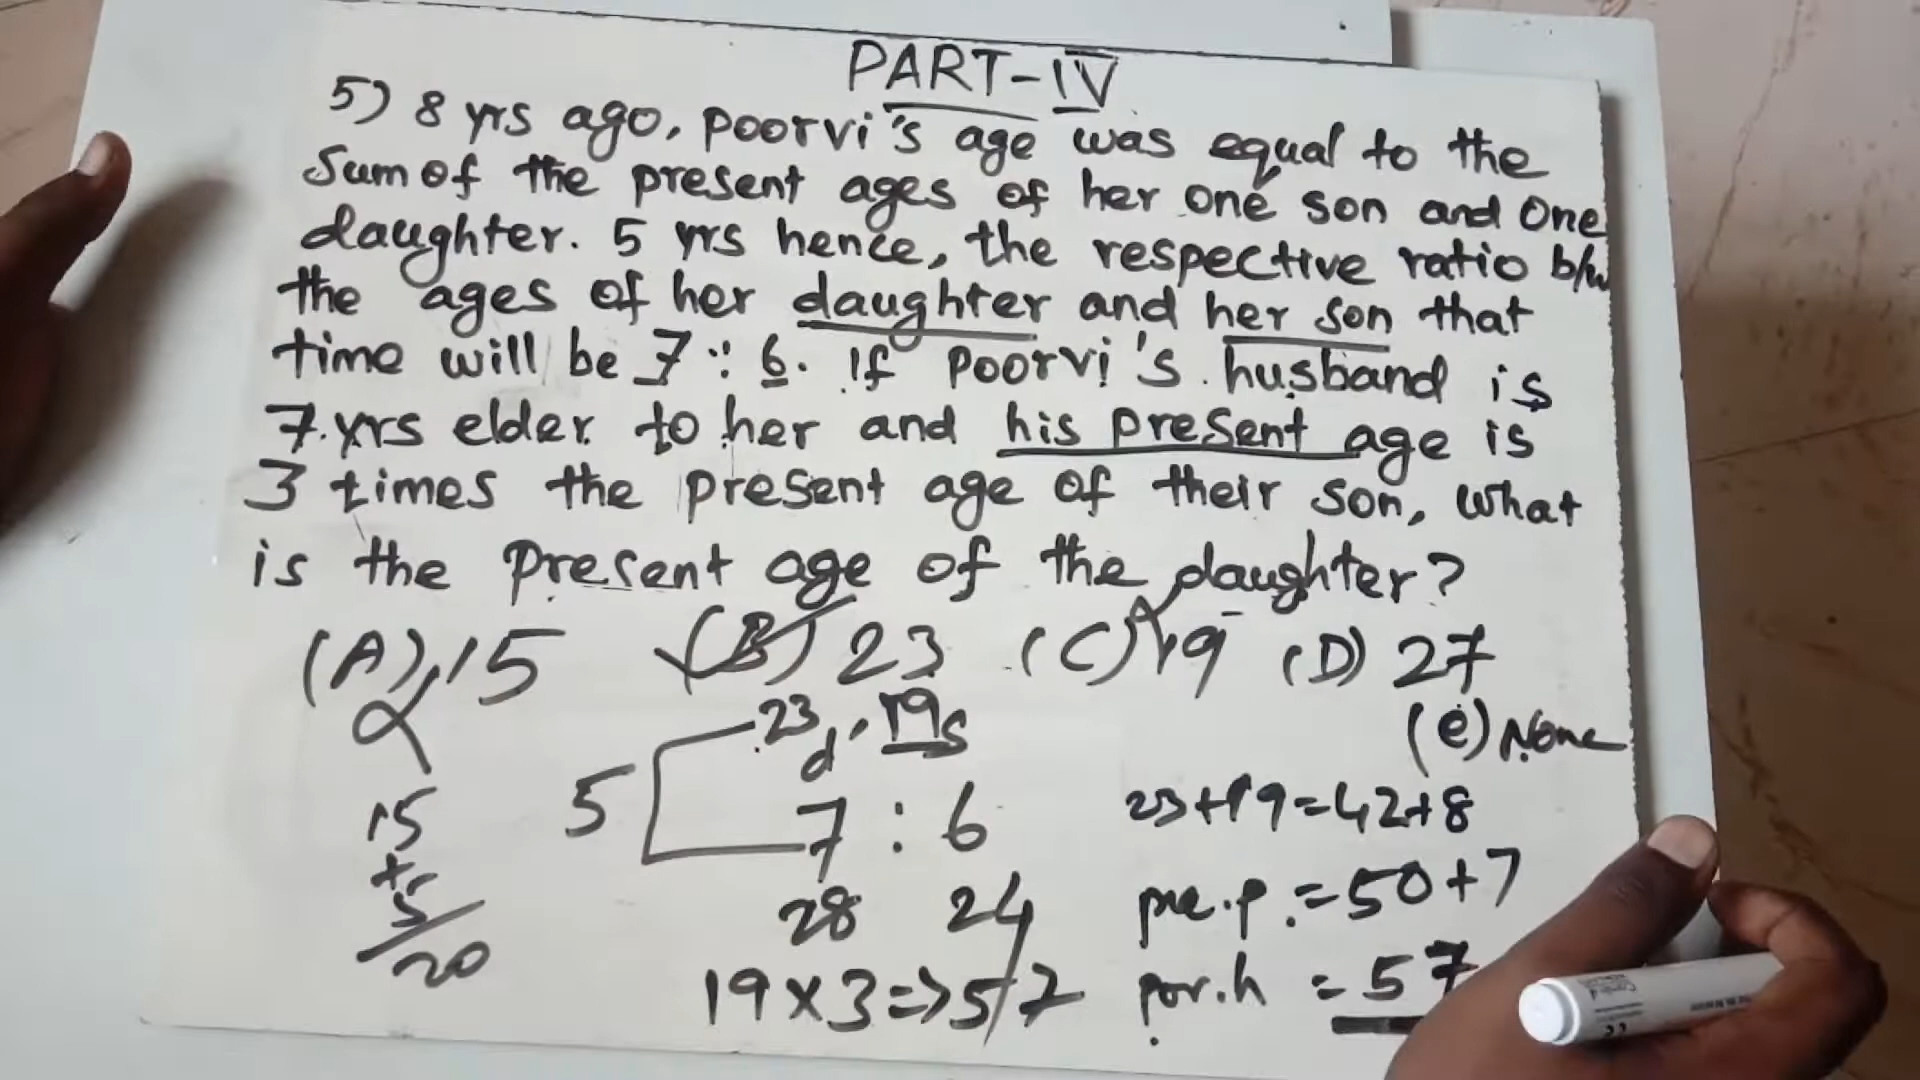 PART-IV
5) 8 yrs ago, Poorvi's age was equal to the
Sum of the present ages of her one son and One
daughter. 5 yrs hence, the respective ratio b/w
the ages of her daughter and her son that
time will be 7:6. If Poorvi's husband is
7 yrs elder to her and his present age is
3 times the present age of their son, what
is the present age of the daughter?
(A) 15 (B) 23 (C) 19 (D) 27
(e) None
23 d, 19 s
5 7 : 6
28 24
19 × 3 => 57
15
+
5
20
23+19=42+8
pre.p.=50+7
por.h = 57